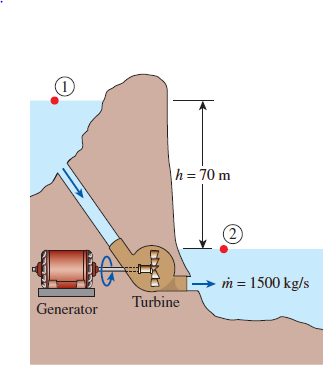 1
h = 70 m
2
ṁ = 1500 kg/s
Generator
Turbine